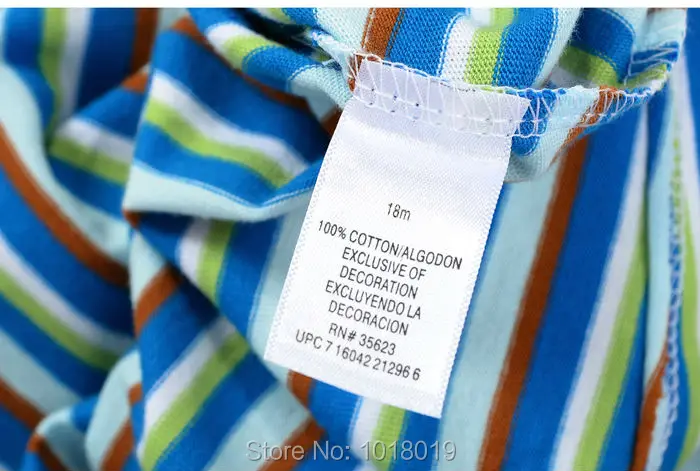 18m
100% COTTON/ALGODON
EXCLUSIVE OF
DECORATION
EXCLUYENDO LA
DECORACION
RN# 35623
UPC 7 16042 21296 6
Store No: 1018019